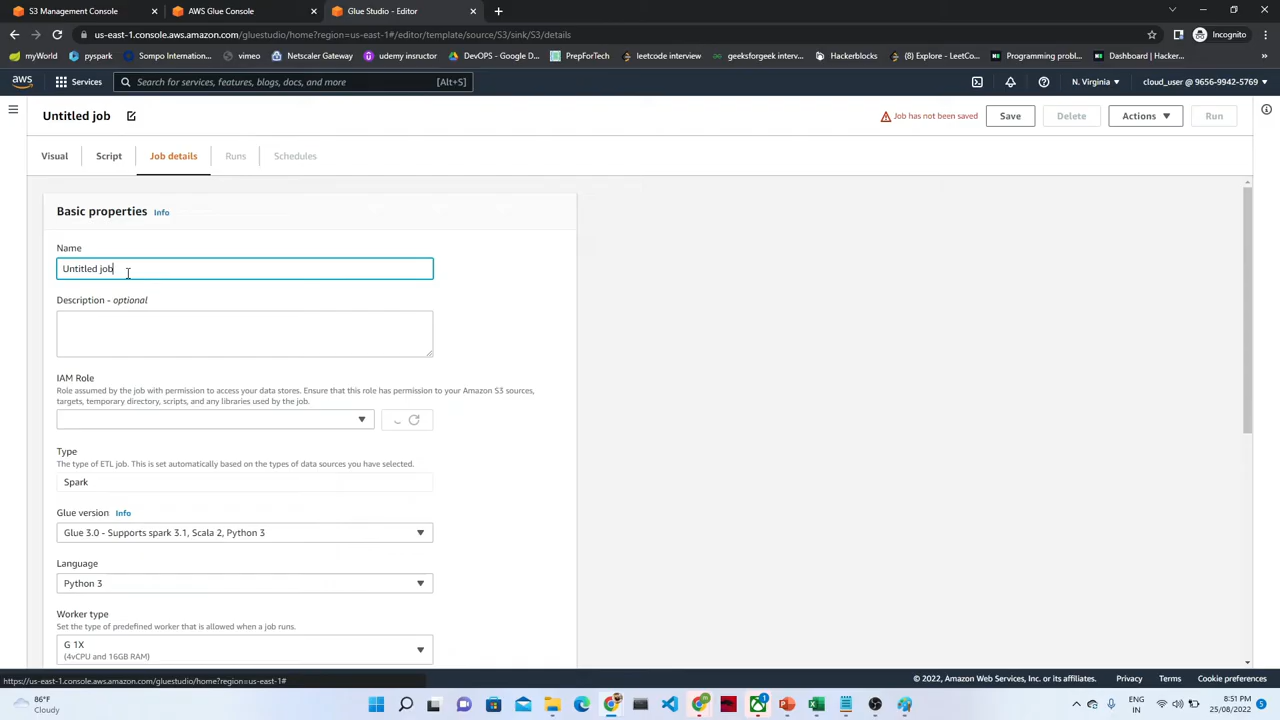 S3 Management Console
AWS Glue Console
Glue Studio - Editor
us-east-1.console.aws.amazon.com/gluestudio/home?region=us-east-1#/editor/template/source/S3/sink/S3/details
Incognito
myWorld
pyspark
vimeo
Netscaler Gateway
udemy insructor
DevOPS - Google D...
PrepForTech
leetcode interview
geeksforgeek interv...
Hackerblocks
(8) Explore - LeetCo...
Programming probl...
Dashboard | Hacker...
aws
Services
Search for services, features, blogs, docs, and more
[Alt+S]
N. Virginia
cloud_user @ 9656-9942-5769
Untitled job
Job has not been saved
Save
Delete
Actions
Run
Visual
Script
Job details
Runs
Schedules
Basic properties Info
Name
Untitled job
Description - optional
IAM Role
Role assumed by the job with permission to access your data stores. Ensure that this role has permission to your Amazon S3 sources,
targets, temporary directory, scripts, and any libraries used by the job.
Type
The type of ETL job. This is set automatically based on the types of data sources you have selected.
Spark
Glue version Info
Glue 3.0 - Supports spark 3.1, Scala 2, Python 3
Language
Python 3
Worker type
Set the type of predefined worker that is allowed when a job runs.
G 1X
(4vCPU and 16GB RAM)
https://us-east-1.console.aws.amazon.com/gluestudio/home?region=us-east-1#
© 2022, Amazon Web Services, Inc. or its affiliates.
Privacy
Terms
Cookie preferences
86°F
Cloudy
ENG
IN
8:51 PM
25/08/2022